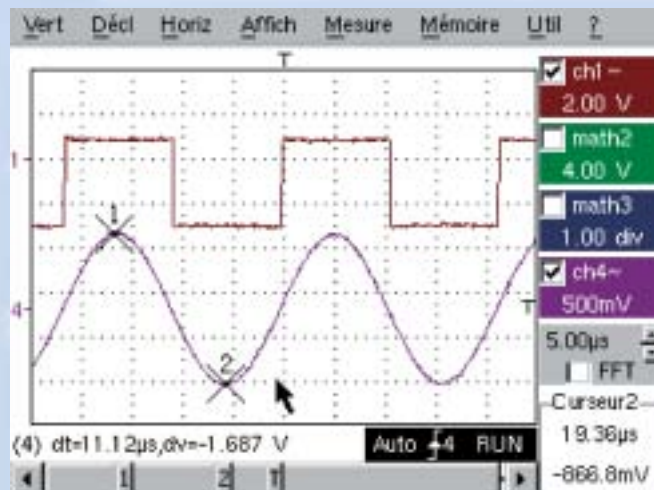 Vert Décl Horiz Affich Mesure Mémoire Util ?
T
ch1
2.00 V
math2
4.00 V
math3
1.00 div
ch4~
500mV
1
1
2
4
T
5.00µs
FFT
Curseur2
19.36µs
-866.8mV
(4) dt=11.12µs,dv=-1.687 V
Auto 4 RUN
1 2 T